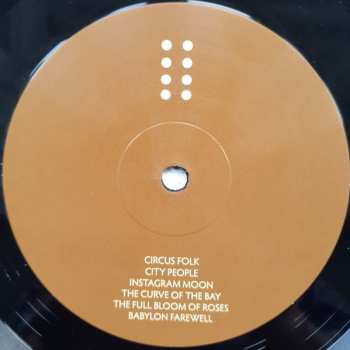 CIRCUS FOLK
CITY PEOPLE
INSTAGRAM MOON
THE CURVE OF THE BAY
THE FULL BLOOM OF ROSES
BABYLON FAREWELL